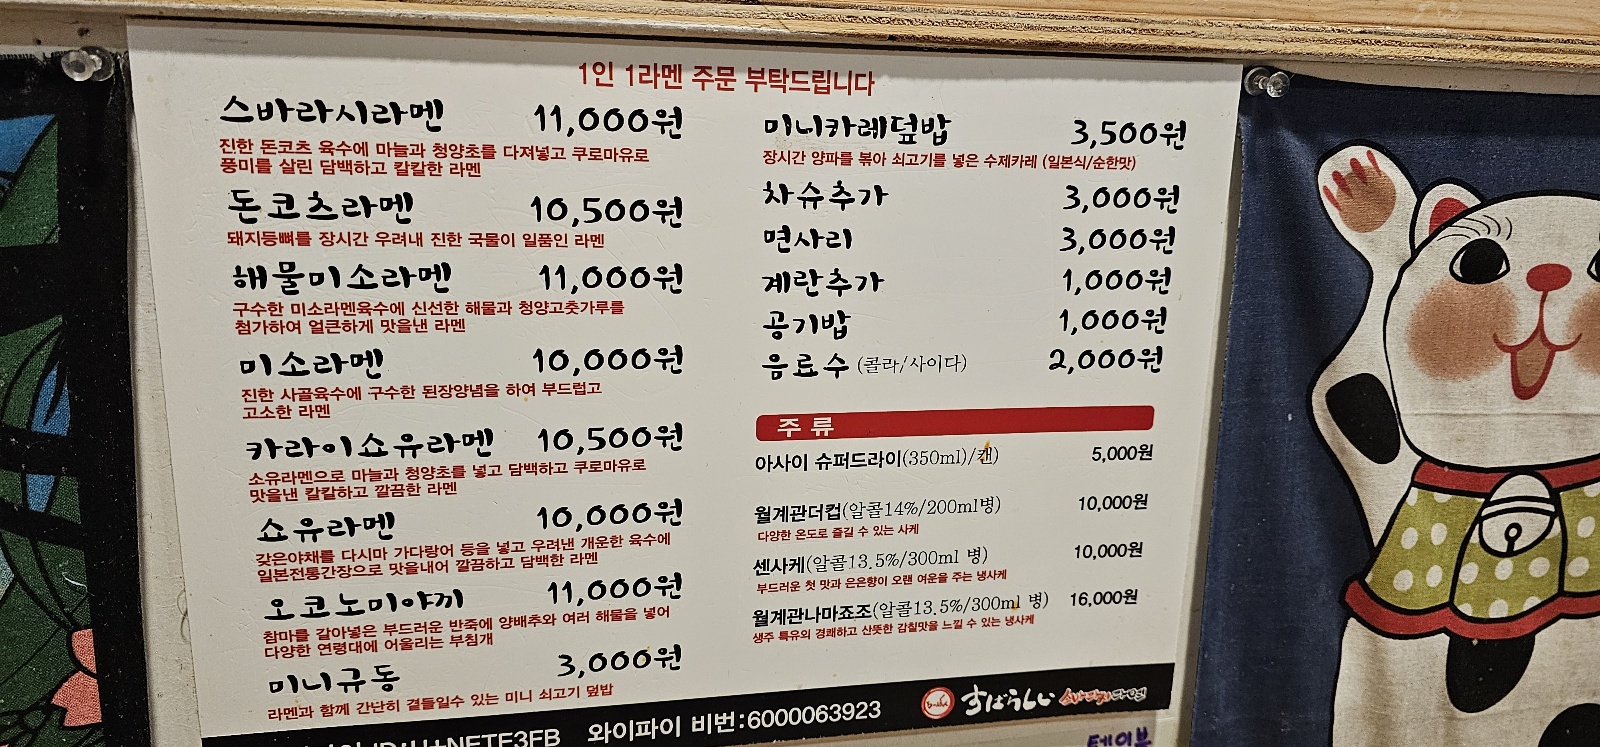 1인 1라멘 주문 부탁드립니다
스바라시라멘 11,000원
진한 돈코츠 육수에 마늘과 청양초를 다져넣고 쿠로마유로
풍미를 살린 담백하고 칼칼한 라멘
돈코츠라멘 10,500원
돼지등뼈를 장시간 우려내 진한 국물이 일품인 라멘
해물미소라멘 11,000원
구수한 미소라멘육수에 신선한 해물과 청양고춧가루를
첨가하여 얼큰하게 맛을낸 라멘
미소라멘 10,000원
진한 사골육수에 구수한 된장양념을 하여 부드럽고
고소한 라멘
카라이쇼유라멘 10,500원
소유라멘으로 마늘과 청양초를 넣고 담백하고 쿠로마유로
맛을낸 칼칼하고 깔끔한 라멘
쇼유라멘 10,000원
갖은야채를 다시마 가다랑어 등을 넣고 우려낸 개운한 육수에
일본전통간장으로 맛을내어 깔끔하고 담백한 라멘
오코노미야끼 11,000원
참마를 갈아넣은 부드러운 반죽에 양배추와 여러 해물을 넣어
다양한 연령대에 어울리는 부침개
미니규동 3,000원
라멘과 함께 간단히 곁들일수 있는 미니 쇠고기 덮밥
미니카레덮밥 3,500원
장시간 양파를 볶아 쇠고기를 넣은 수제카레 (일본식/순한맛)
차슈추가 3,000원
면사리 3,000원
계란추가 1,000원
공기밥 1,000원
음료수 (콜라/사이다) 2,000원
주 류
아사이 슈퍼드라이(350ml)/캔) 5,000원
월계관더컵(알콜14%/200ml병) 10,000원
다양한 온도로 즐길 수 있는 사케
센사케(알콜13.5%/300ml 병) 10,000원
부드러운 첫 맛과 은은향이 오랜 여운을 주는 냉사케
월계관나마죠조(알콜13.5%/300ml 병) 16,000원
생주 특유의 경쾌하고 산뜻한 감칠맛을 느낄 수 있는 냉사케
와이파이 비번:6000063923
すばらしい 스바라시라멘
테이블